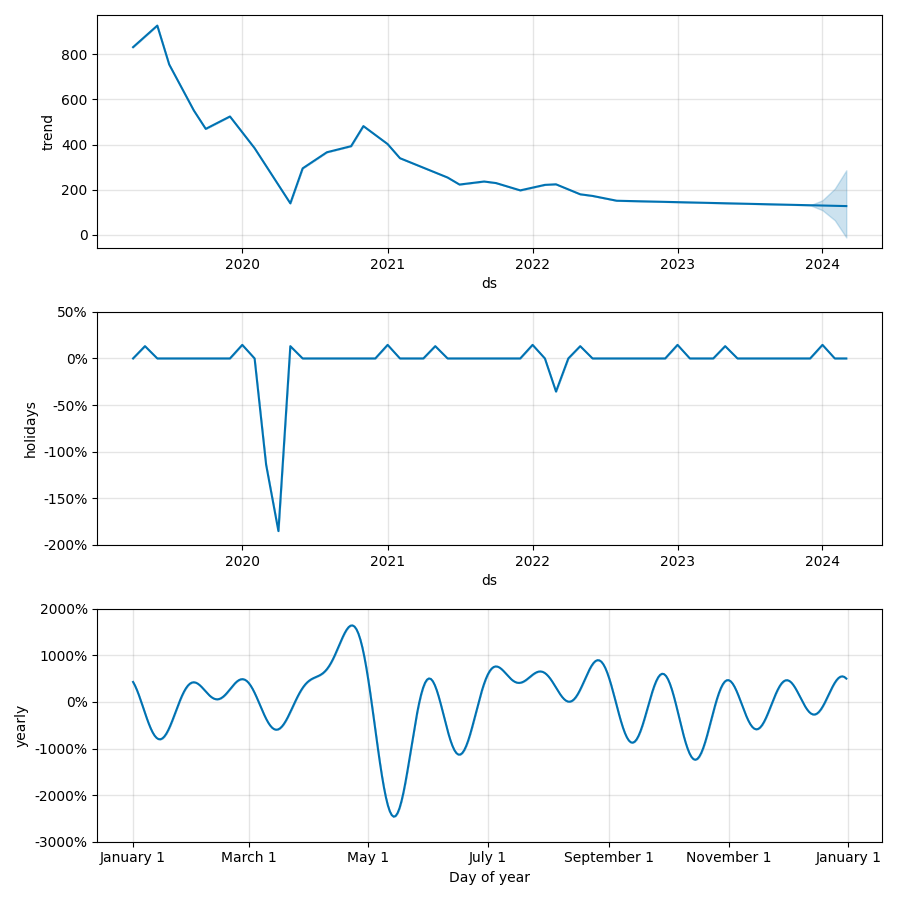 800
600
400
200
0
trend
2020 2021 2022 2023 2024
ds
50%
0%
-50%
-100%
-150%
-200%
holidays
2020 2021 2022 2023 2024
ds
2000%
1000%
0%
-1000%
-2000%
-3000%
yearly
January 1 March 1 May 1 July 1 September 1 November 1 January 1
Day of year